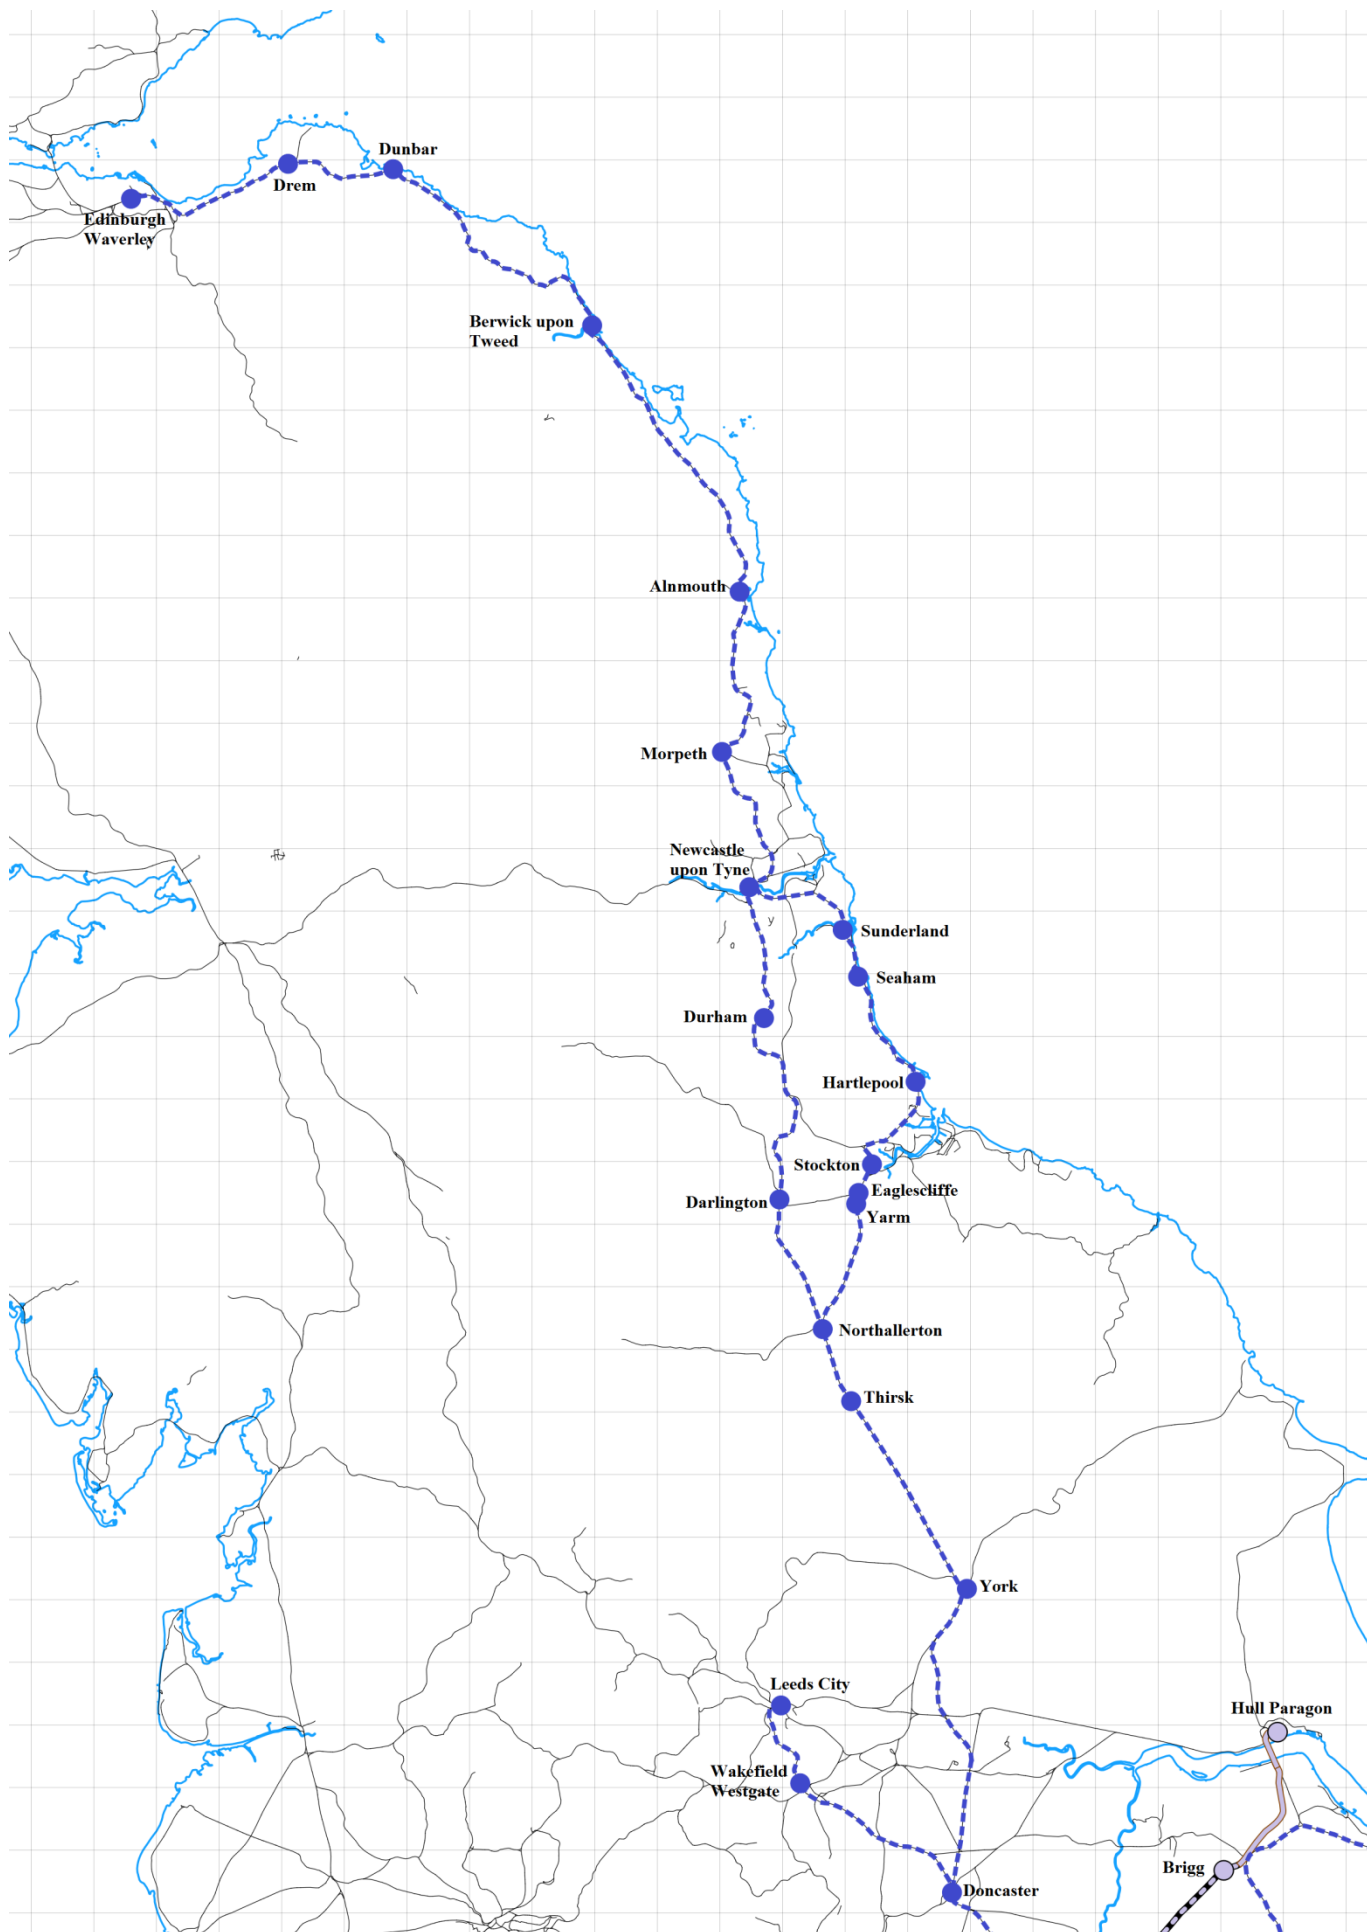 Dunbar
Drem
Edinburgh
Waverley
Berwick upon
Tweed
Alnmouth
Morpeth
Newcastle
upon Tyne
Sunderland
Seaham
Durham
Hartlepool
Stockton
Eaglescliffe
Darlington
Yarm
Northallerton
Thirsk
York
Leeds City
Hull Paragon
Wakefield
Westgate
Brigg
Doncaster